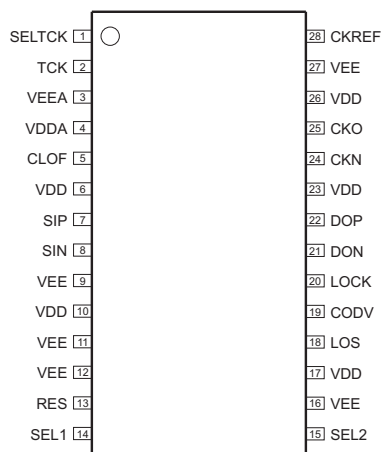 SELTCK 1 28 CKREF
TCK 2 27 VEE
VEEA 3 26 VDD
VDDA 4 25 CKO
CLOF 5 24 CKN
VDD 6 23 VDD
SIP 7 22 DOP
SIN 8 21 DON
VEE 9 20 LOCK
VDD 10 19 CODV
VEE 11 18 LOS
VEE 12 17 VDD
RES 13 16 VEE
SEL1 14 15 SEL2